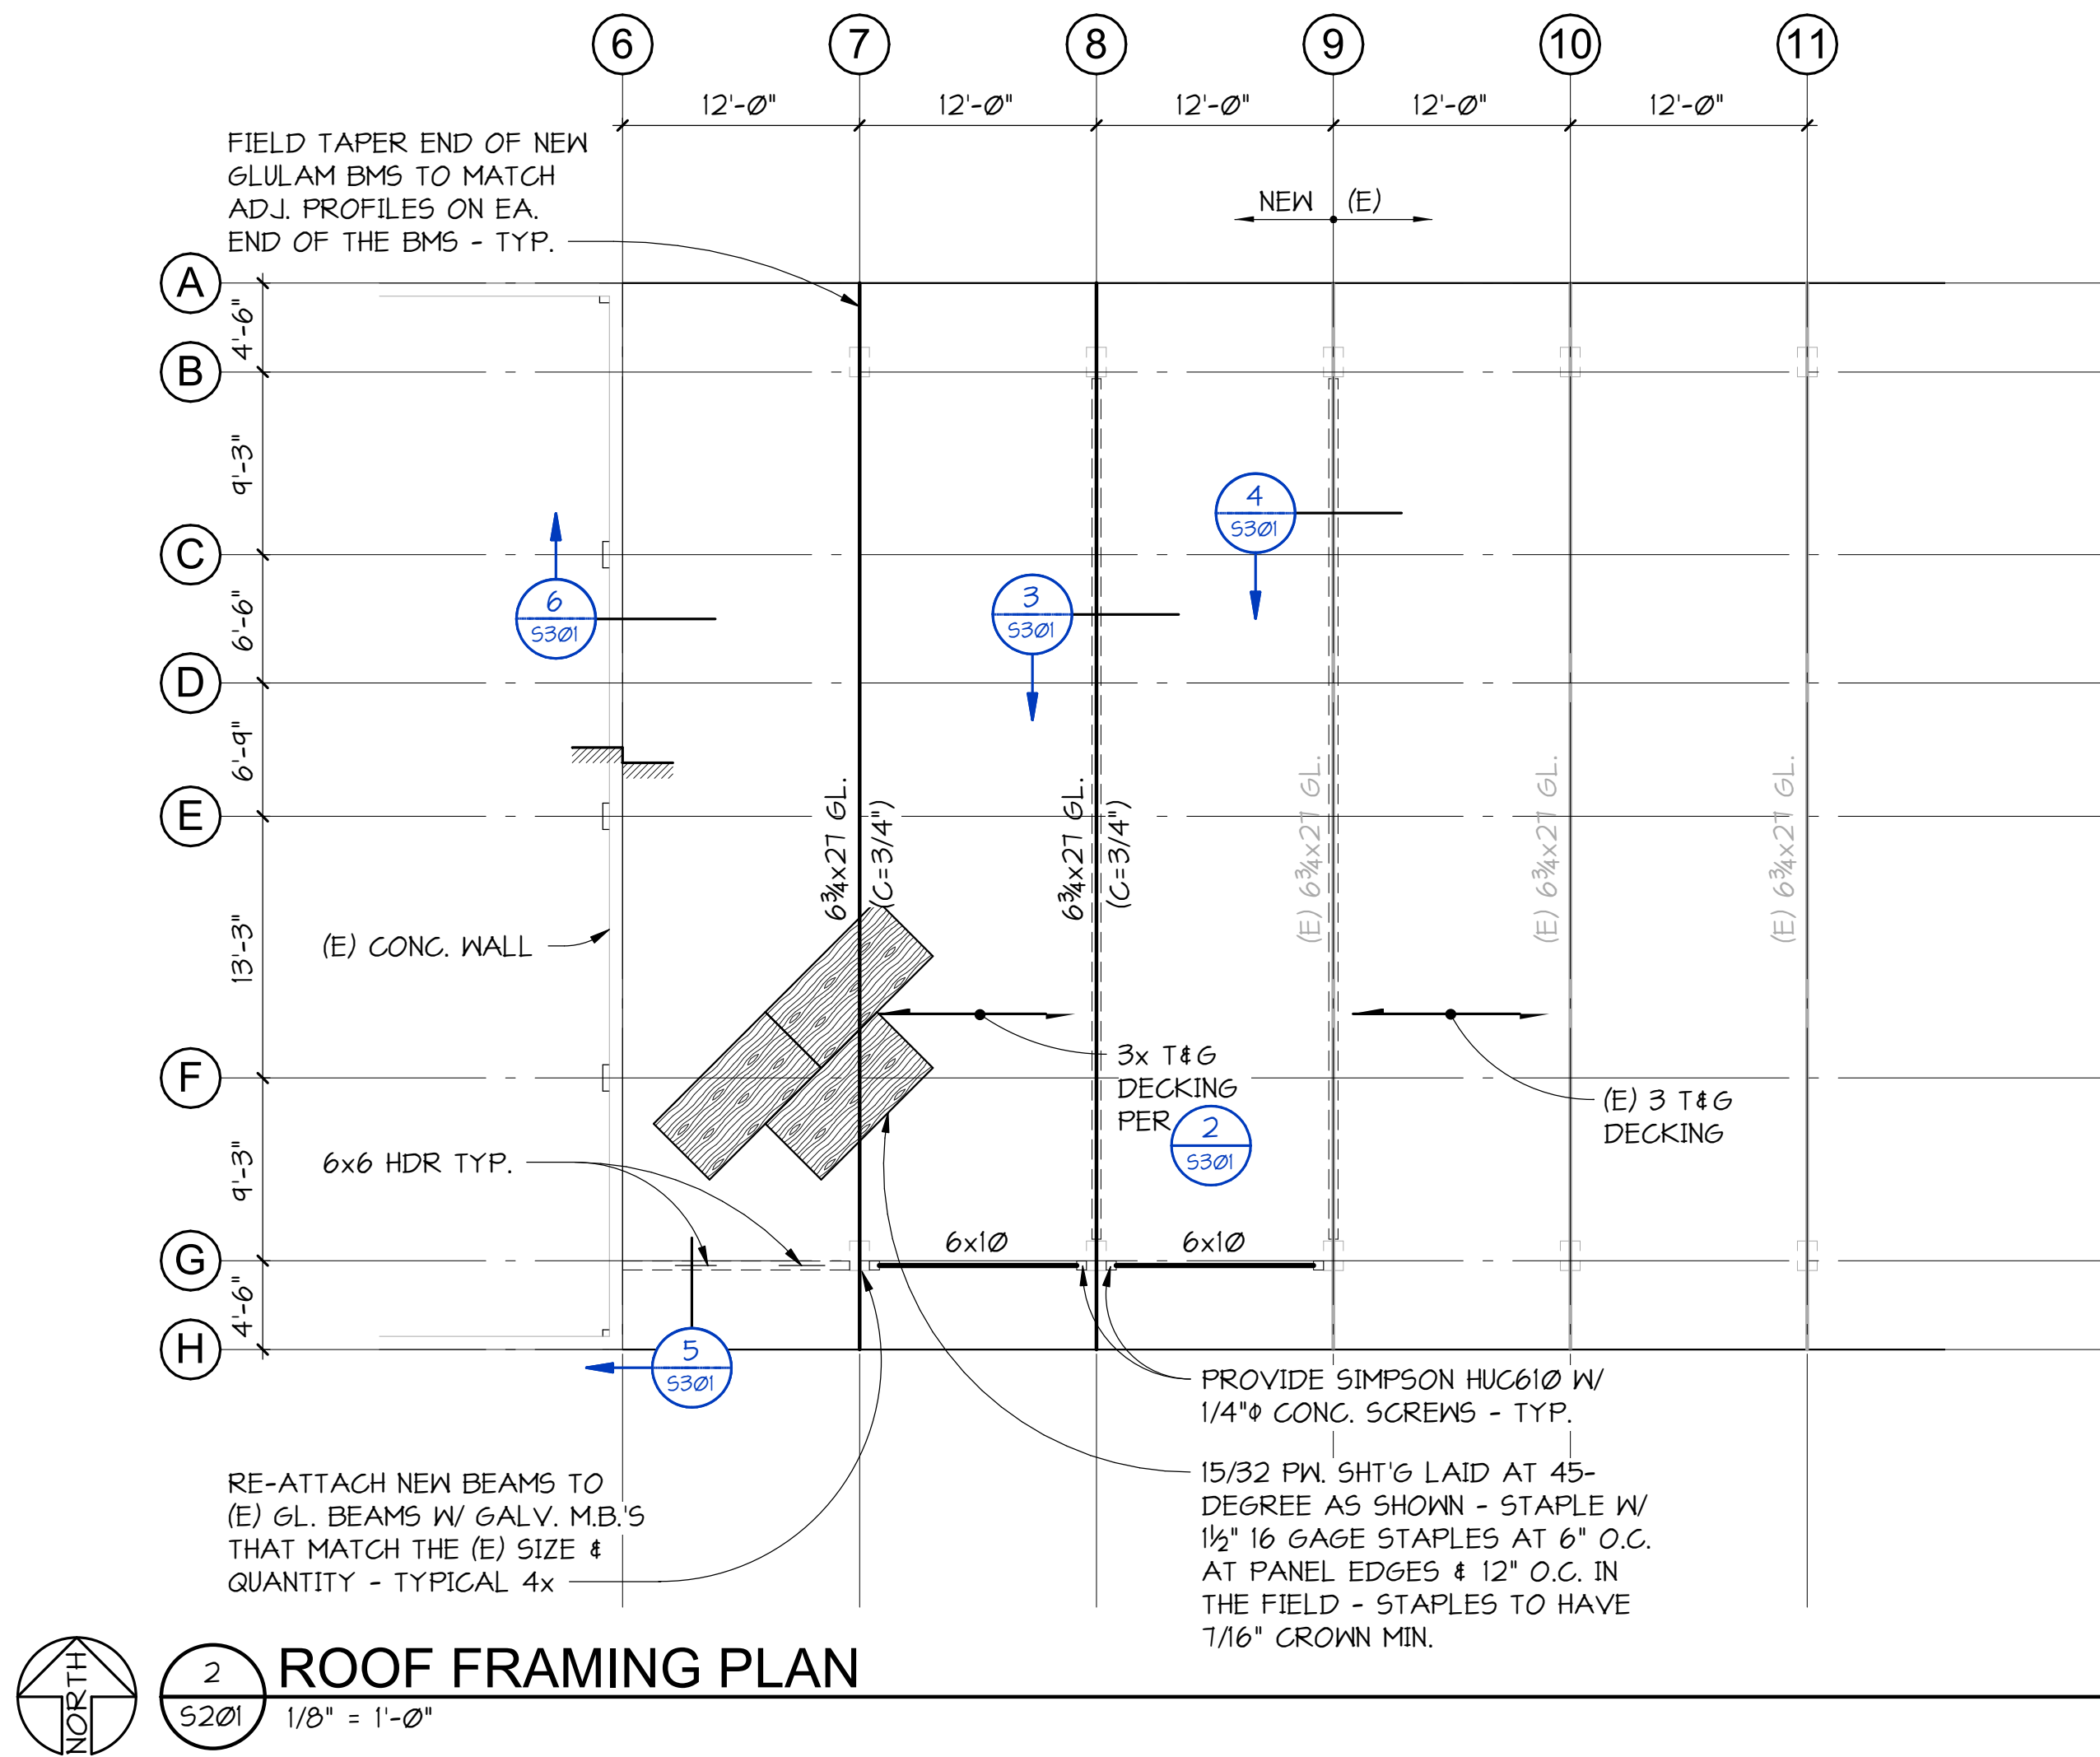 6 7 8 9 10 11
12'-0" 12'-0" 12'-0" 12'-0" 12'-0"
FIELD TAPER END OF NEW
GLULAM BMS TO MATCH
ADJ. PROFILES ON EA.
END OF THE BMS - TYP.
NEW (E)
A
4'-6"
B
9'-3"
C
6'-6"
D
6'-9"
E
13'-3"
F
9'-3"
G
4'-6"
H
4
S301
3
S301
6
S301
6¾x27 GL.
(C=3/4")
6¾x27 GL.
(C=3/4")
(E) 6¾x27 GL.
(E) 6¾x27 GL.
(E) 6¾x27 GL.
(E) CONC. WALL
3x T&G
DECKING
PER
2
S301
(E) 3 T&G
DECKING
6x6 HDR TYP.
6x10 6x10
5
S301
PROVIDE SIMPSON HUC610 W/
1/4"Φ CONC. SCREWS - TYP.
RE-ATTACH NEW BEAMS TO
(E) GL. BEAMS W/ GALV. M.B.'S
THAT MATCH THE (E) SIZE &
QUANTITY - TYPICAL 4x
15/32 PW. SHT'G LAID AT 45-
DEGREE AS SHOWN - STAPLE W/
1½" 16 GAGE STAPLES AT 6" O.C.
AT PANEL EDGES & 12" O.C. IN
THE FIELD - STAPLES TO HAVE
7/16" CROWN MIN.
NORTH
2
S201
ROOF FRAMING PLAN
1/8" = 1'-0"